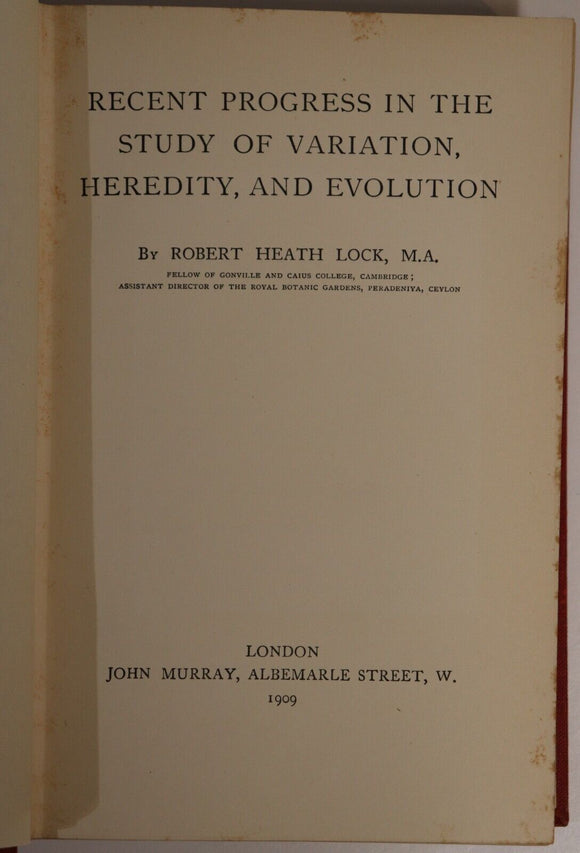 RECENT PROGRESS IN THE
STUDY OF VARIATION,
HEREDITY, AND EVOLUTION
BY ROBERT HEATH LOCK, M.A.
FELLOW OF GONVILLE AND CAIUS COLLEGE, CAMBRIDGE;
ASSISTANT DIRECTOR OF THE ROYAL BOTANIC GARDENS, PERADENIYA, CEYLON
LONDON
JOHN MURRAY, ALBEMARLE STREET, W.
1909